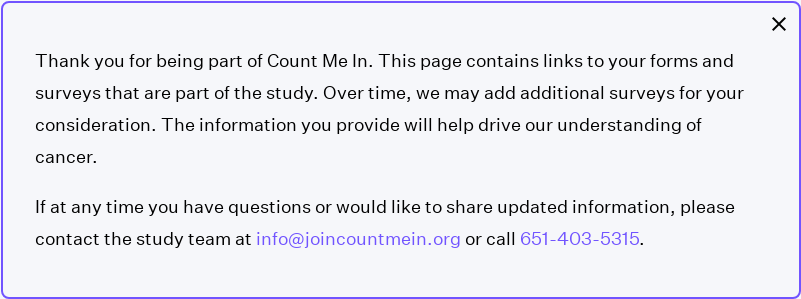 Thank you for being part of Count Me In. This page contains links to your forms and
surveys that are part of the study. Over time, we may add additional surveys for your
consideration. The information you provide will help drive our understanding of
cancer.
If at any time you have questions or would like to share updated information, please
contact the study team at info@joincountmein.org or call 651-403-5315.